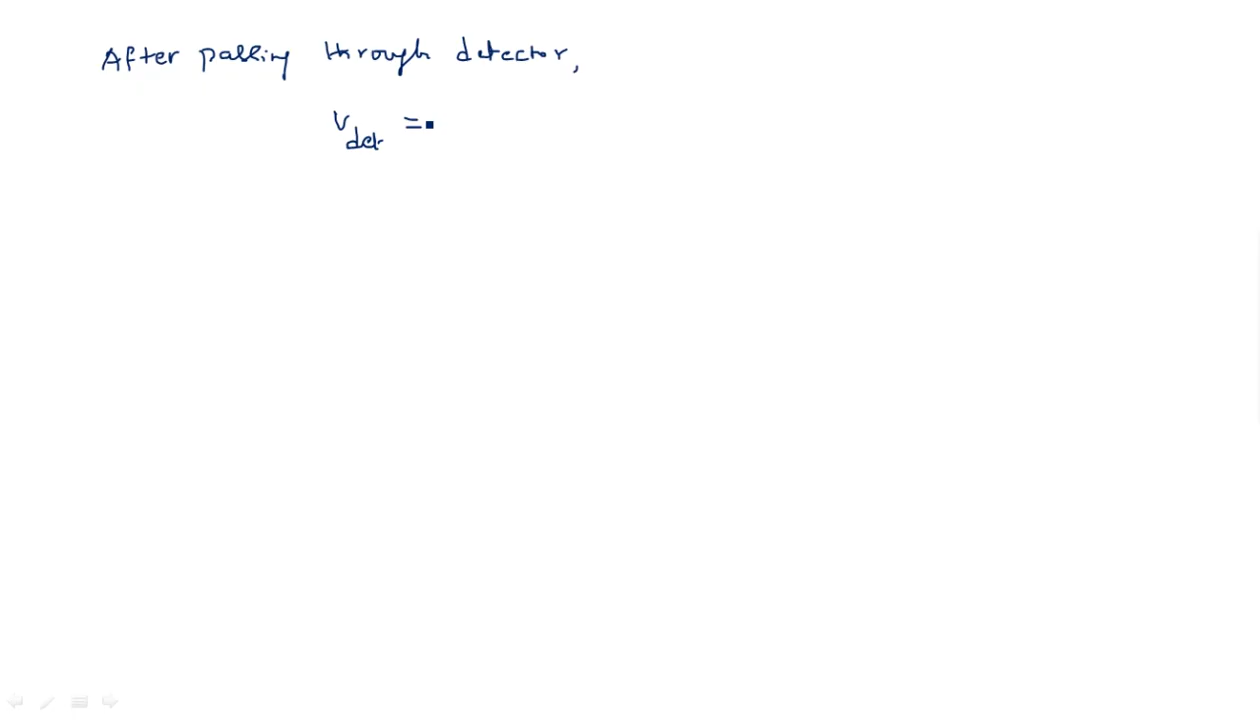 After passing through detector,
V_det =